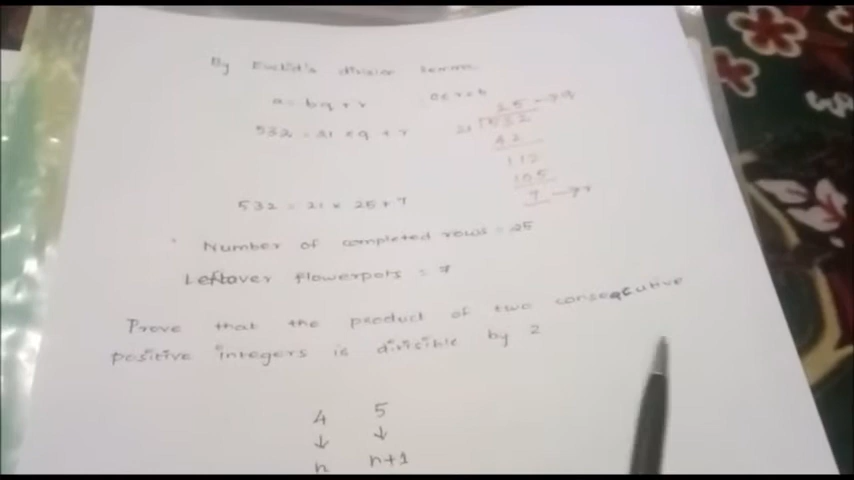 By Euclid's division lemma
a = bq + r   0 ≤ r < b
532 = 21 × q + r
25 → q
21 ) 532
42
112
105
7 → r
532 = 21 × 25 + 7
Number of completed rows = 25
Leftover flowerpots = 7
Prove that the product of two consecutive
positive integers is divisible by 2
4 5
↓ ↓
n n+1